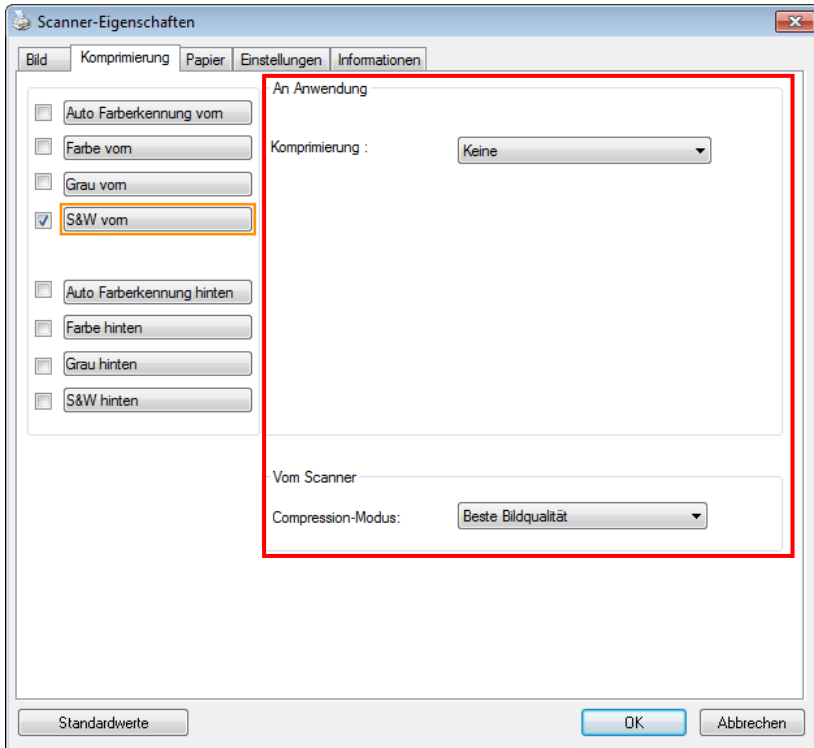 Scanner-Eigenschaften
Bild Komprimierung Papier Einstellungen Informationen
Auto Farberkennung vorn
Farbe vorn
Grau vorn
S&W vorn
Auto Farberkennung hinten
Farbe hinten
Grau hinten
S&W hinten
An Anwendung
Komprimierung : Keine
Vom Scanner
Compression-Modus: Beste Bildqualität
Standardwerte OK Abbrechen